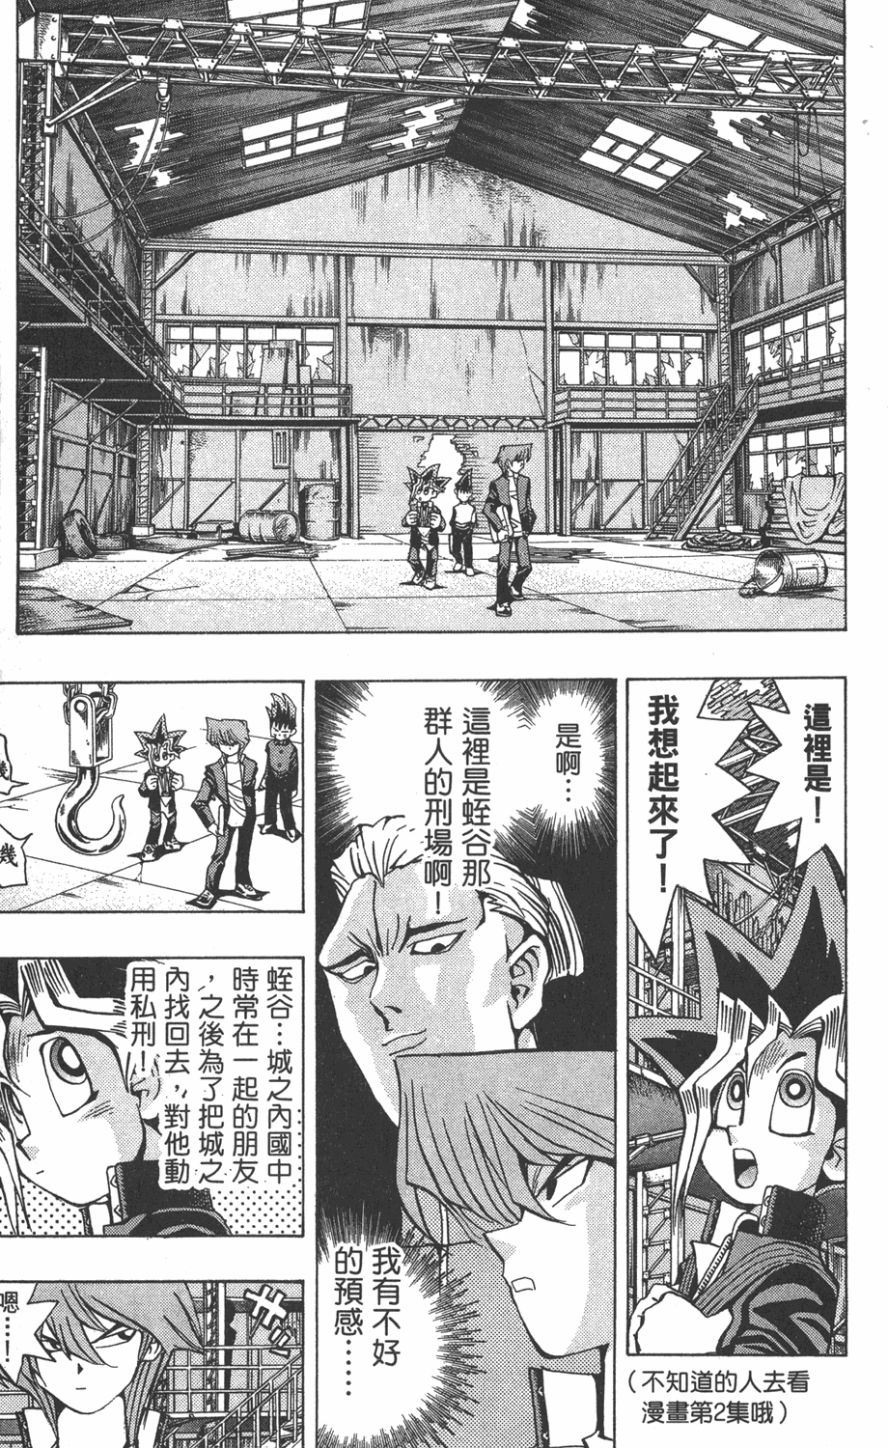 這裡是！
我想起來了！
（不知道的人去看
漫畫第2集哦）
是啊…
這裡是蛭谷那
群人的刑場啊！
我有不好
的預感……
幾
蛭谷…城之內國中
時常在一起的朋友
，之後為了把城之
內找回去，對他動
用私刑！
嗯…！